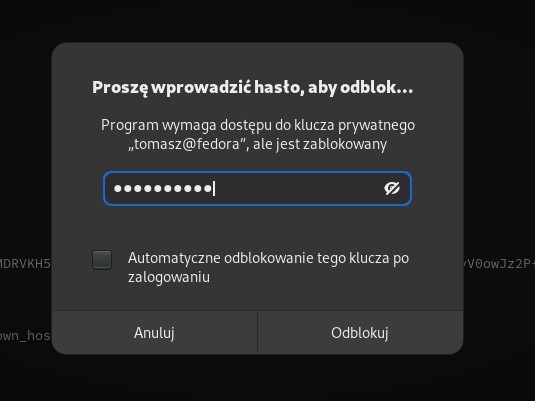 Proszę wprowadzić hasło, aby odblok…
Program wymaga dostępu do klucza prywatnego
„tomasz@fedora”, ale jest zablokowany
MDRVKH5
V0owJz2P+
Automatyczne odblokowanie tego klucza po
zalogowaniu
own_hos
Anuluj
Odblokuj